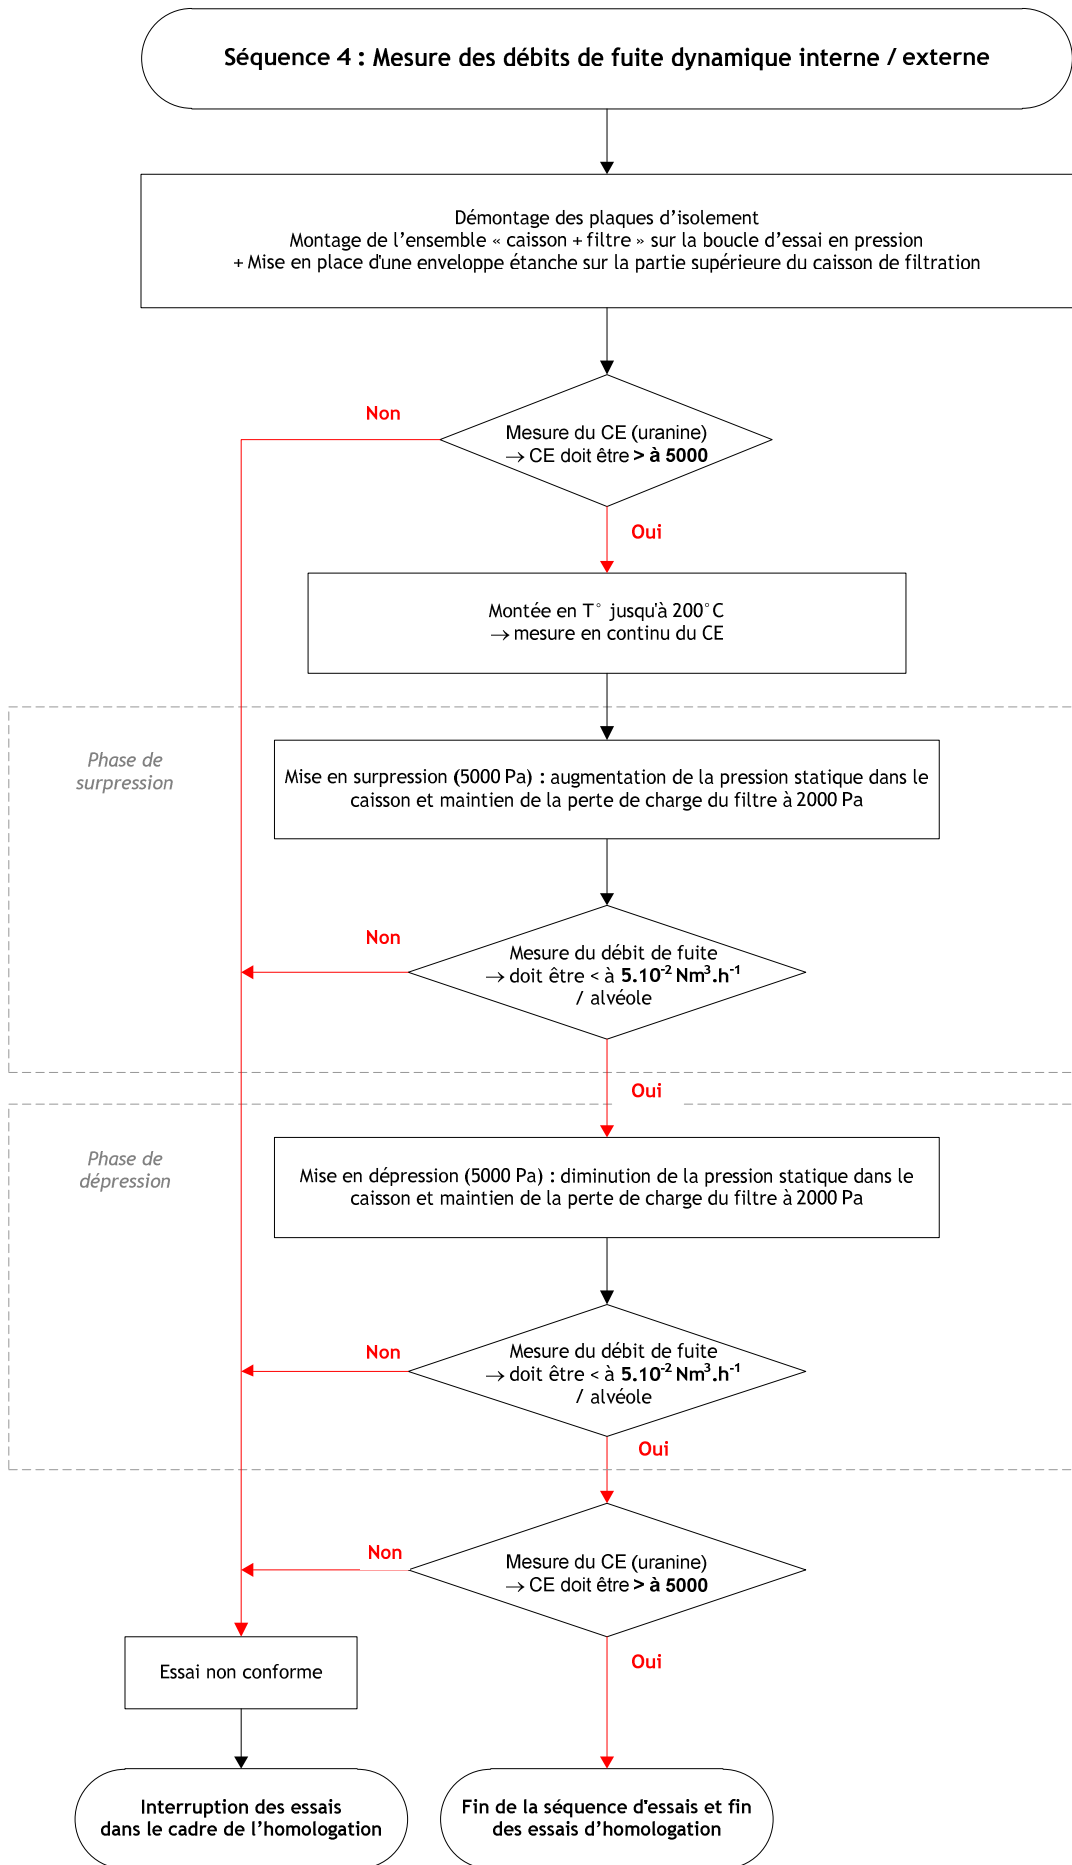 Séquence 4 : Mesure des débits de fuite dynamique interne / externe
Démontage des plaques d’isolement
Montage de l’ensemble « caisson + filtre » sur la boucle d’essai en pression
+ Mise en place d'une enveloppe étanche sur la partie supérieure du caisson de filtration
Non
Mesure du CE (uranine)
→ CE doit être > à 5000
Oui
Montée en T° jusqu'à 200°C
→ mesure en continu du CE
Phase de
surpression
Mise en surpression (5000 Pa) : augmentation de la pression statique dans le
caisson et maintien de la perte de charge du filtre à 2000 Pa
Non
Mesure du débit de fuite
→ doit être < à 5.10⁻² Nm³.h⁻¹
/ alvéole
Oui
Phase de
dépression
Mise en dépression (5000 Pa) : diminution de la pression statique dans le
caisson et maintien de la perte de charge du filtre à 2000 Pa
Non
Mesure du débit de fuite
→ doit être < à 5.10⁻² Nm³.h⁻¹
/ alvéole
Oui
Non
Mesure du CE (uranine)
→ CE doit être > à 5000
Oui
Essai non conforme
Interruption des essais
dans le cadre de l’homologation
Fin de la séquence d'essais et fin
des essais d’homologation